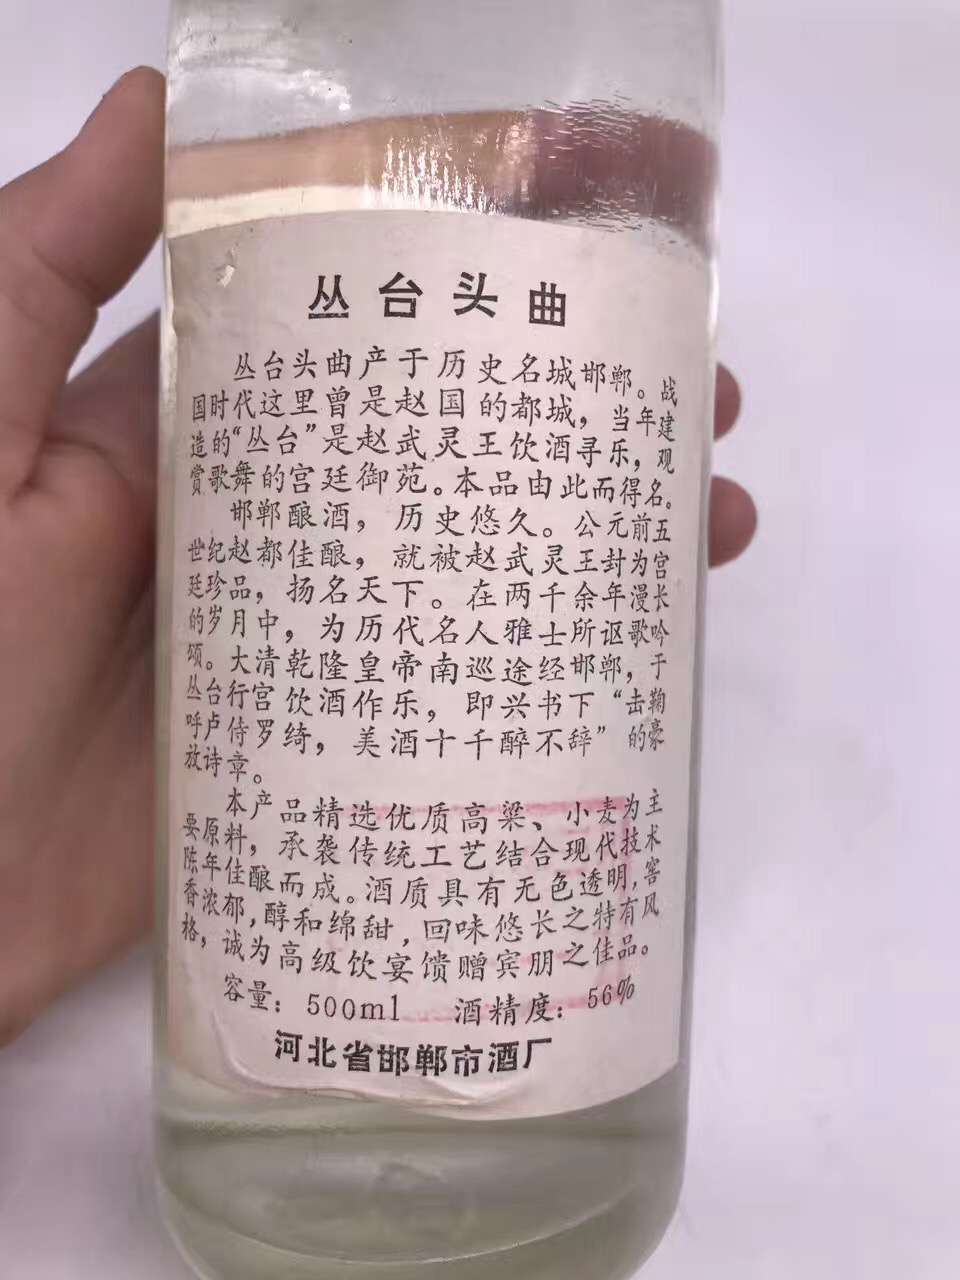 丛台头曲
丛台头曲产于历史名城邯郸。战
国时代这里曾是赵国的都城，当年建
造的“丛台”是赵武灵王饮酒寻乐，观
赏歌舞的宫廷御苑。本品由此而得名。
邯郸酿酒，历史悠久。公元前五
世纪赵都佳酿，就被赵武灵王封为宫
廷珍品，扬名天下。在两千余年漫长
的岁月中，为历代名人雅士所讴歌吟
颂。大清乾隆皇帝南巡途经邯郸，于
丛台行宫饮酒作乐，即兴书下“击鞠
呼卢侍罗绮，美酒十千醉不辞”的豪
放诗章。
本产品精选优质高粱、小麦为主
要原料，承袭传统工艺结合现代技术
陈年佳酿而成。酒质具有无色透明，窖
香浓郁，醇和绵甜，回味悠长之特有风
格，诚为高级饮宴馈赠宾朋之佳品。
容量：500ml 酒精度：56%
河北省邯郸市酒厂